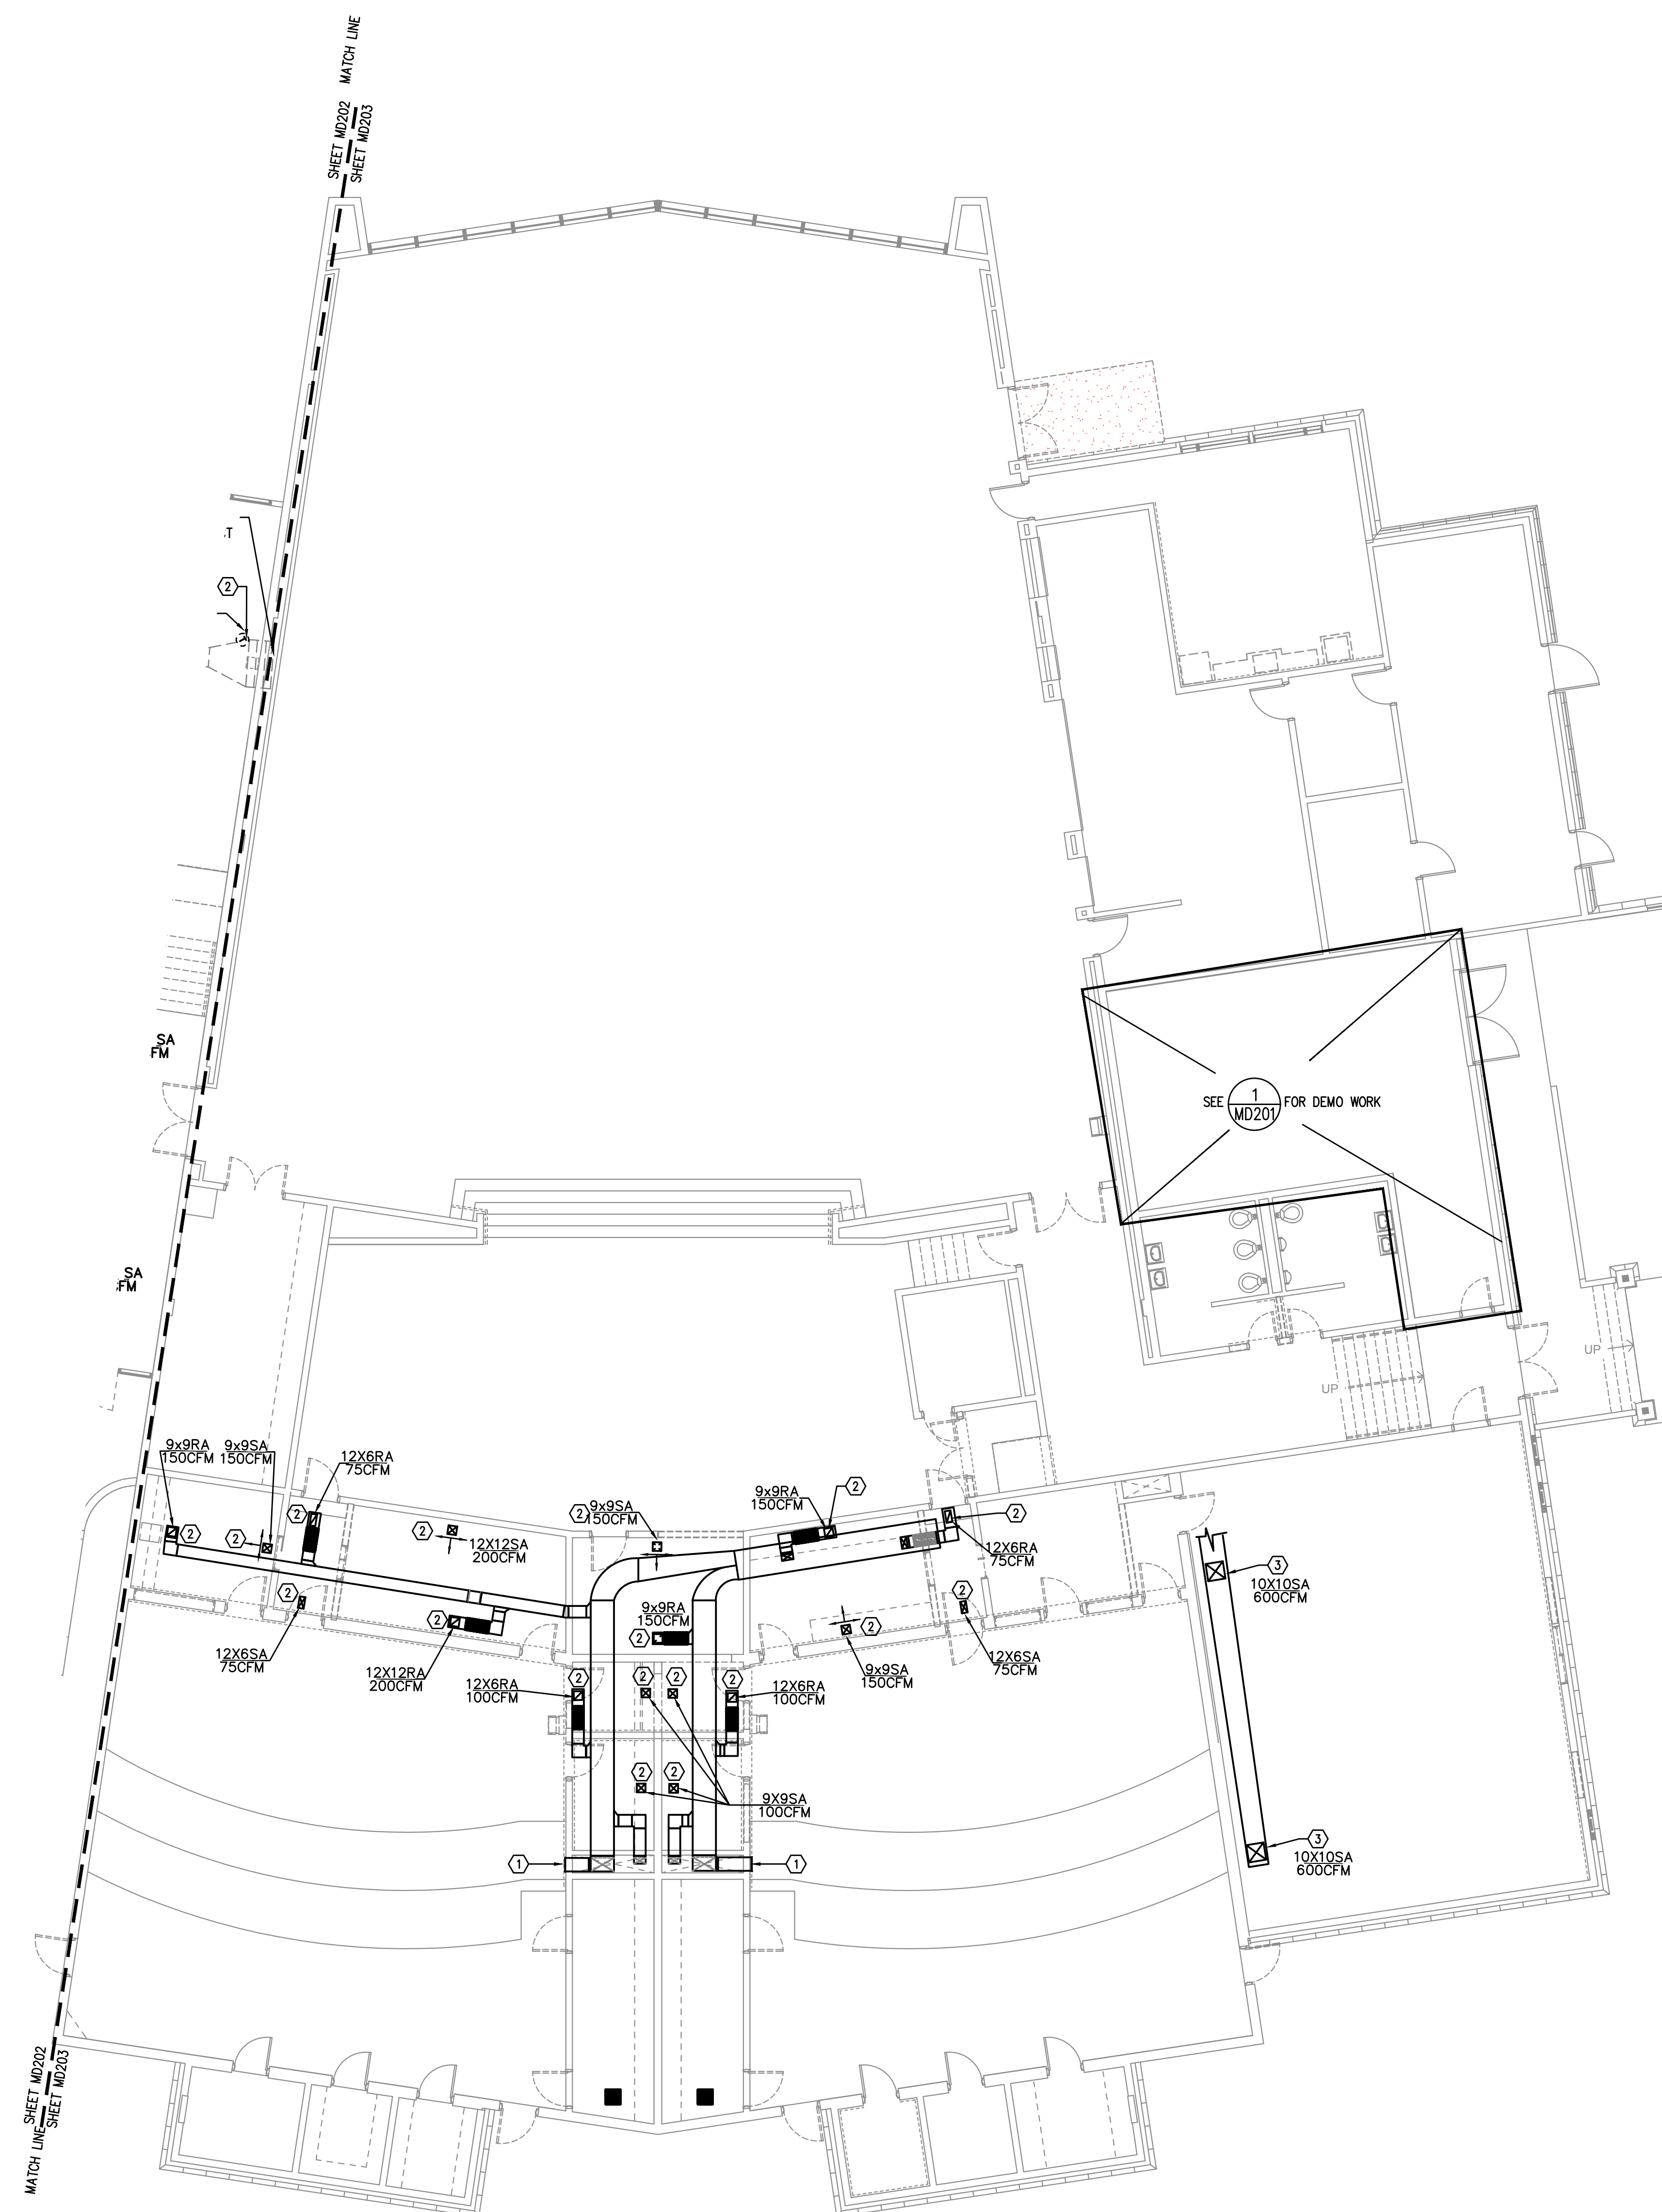 MATCH LINE
SHEET MD202
SHEET MD203
.T
2
SA
FM
SEE 1 FOR DEMO WORK
MD201
SA
FM
UP
UP
9x9RA
150CFM
9x9SA
150CFM
12X6RA
75CFM
2
2
2
2
12X12SA
200CFM
2
9x9SA
150CFM
9x9RA
150CFM
2
2
12X6RA
75CFM
3
10X10SA
600CFM
2
12X6SA
75CFM
2
12X12RA
200CFM
9x9RA
150CFM
2
2
9x9SA
150CFM
2
12X6SA
75CFM
12X6RA
100CFM
2
2
2
2
12X6RA
100CFM
2
2
9X9SA
100CFM
1
1
3
10X10SA
600CFM
SHEET MD202
SHEET MD203
MATCH LINE